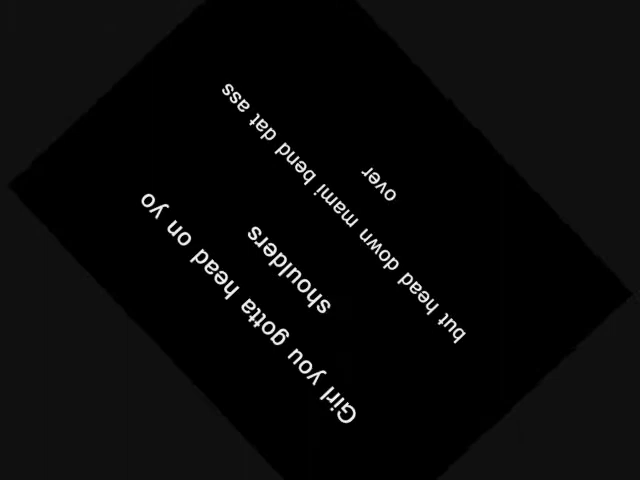 Girl you gotta head on yo
shoulders
but head down mami bend dat ass
over